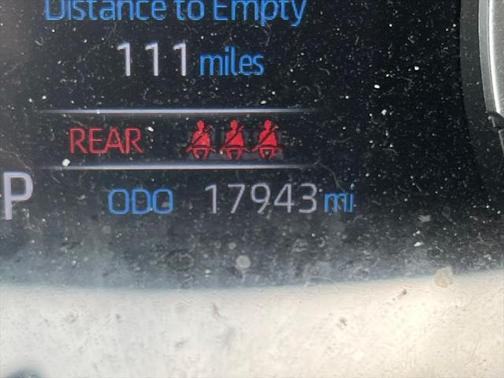 Distance to Empty
111 miles
REAR
P ODO 17943 mi